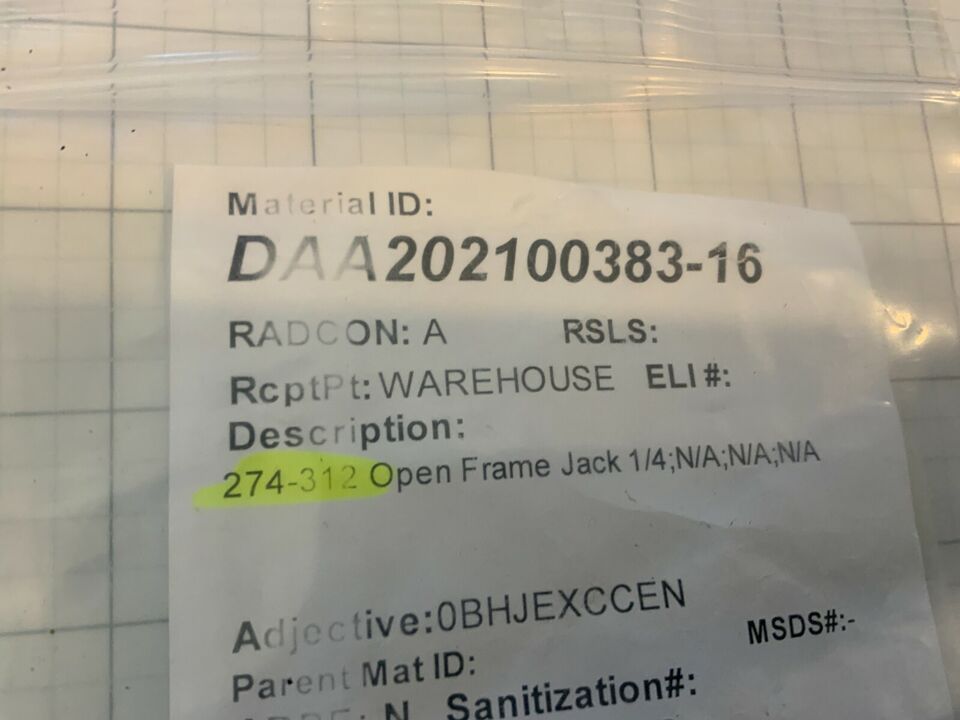 Material ID:
DAA202100383-16
RADCON: A RSLS:
RcptPt: WAREHOUSE ELI #:
Description:
274-312 Open Frame Jack 1/4;N/A;N/A;N/A
Adjective:0BHJEXCCEN
MSDS#:-
Parent Mat ID:
N Sanitization#: